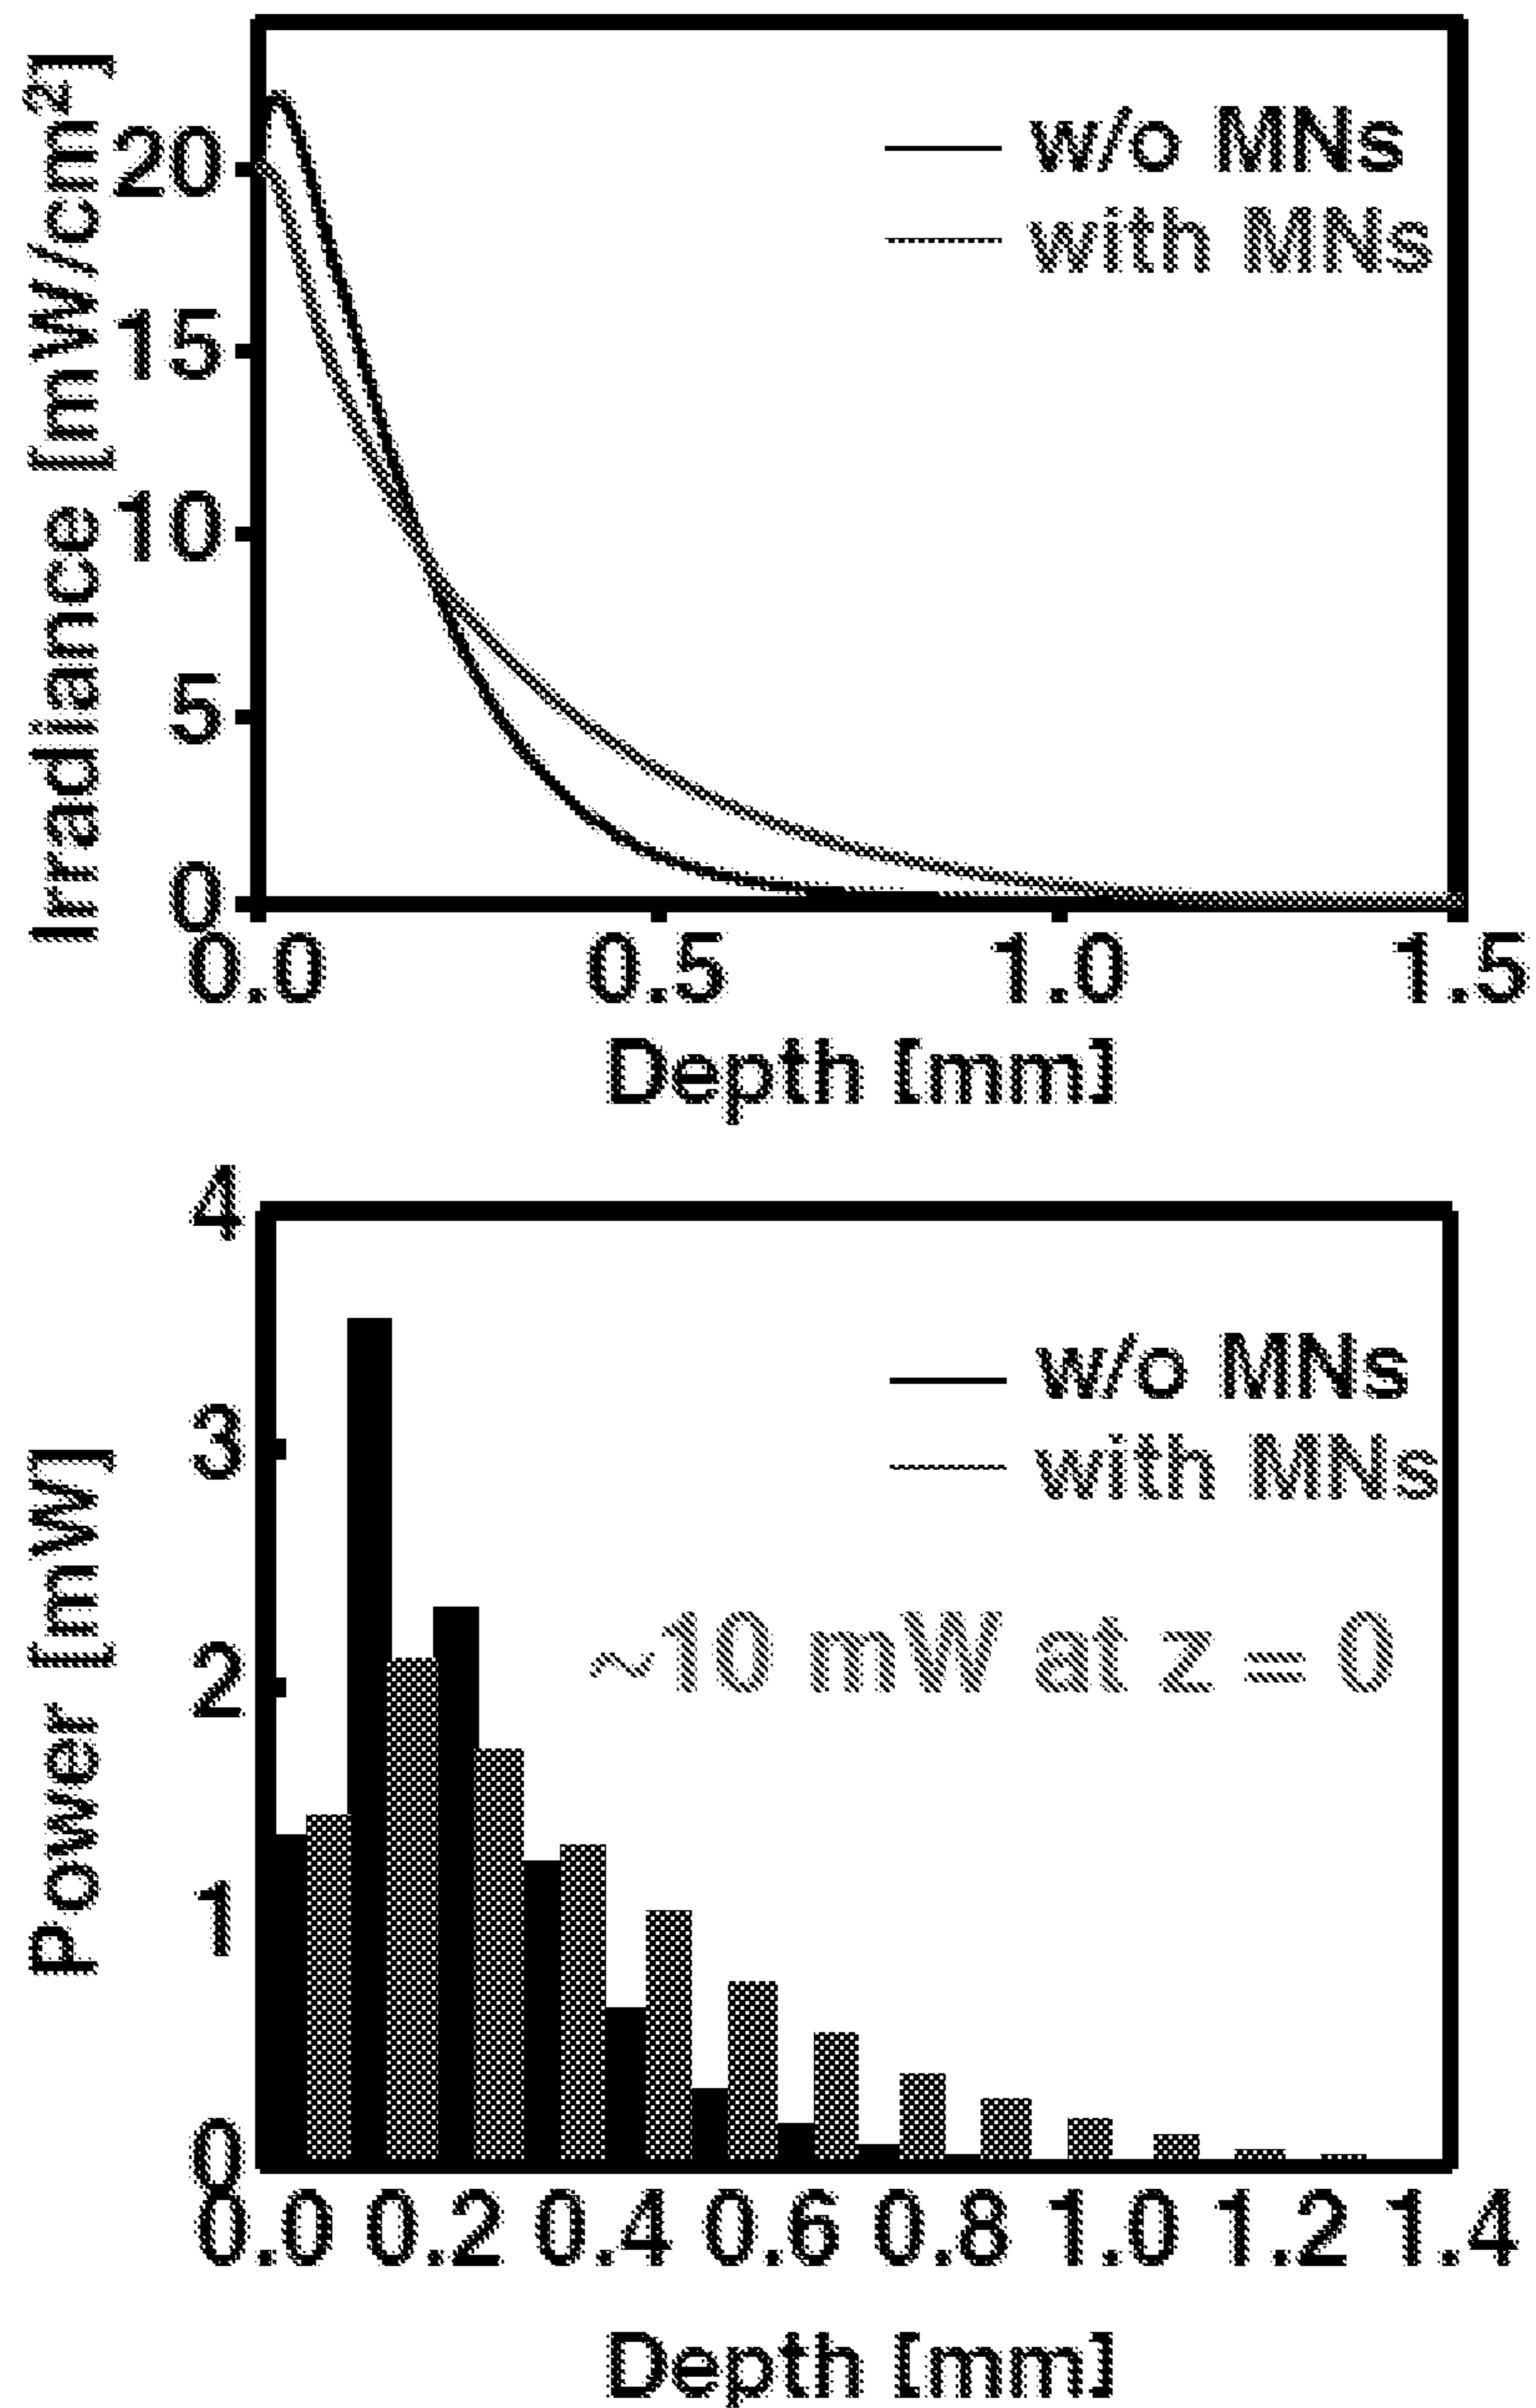 Irradiance [mW/cm²]
20
15
10
5
0
w/o MNs
with MNs
0.0 0.5 1.0 1.5
Depth [mm]
Power [mW]
4
3
2
1
0
w/o MNs
with MNs
~10 mW at z = 0
0.0 0.2 0.4 0.6 0.8 1.0 1.2 1.4
Depth [mm]